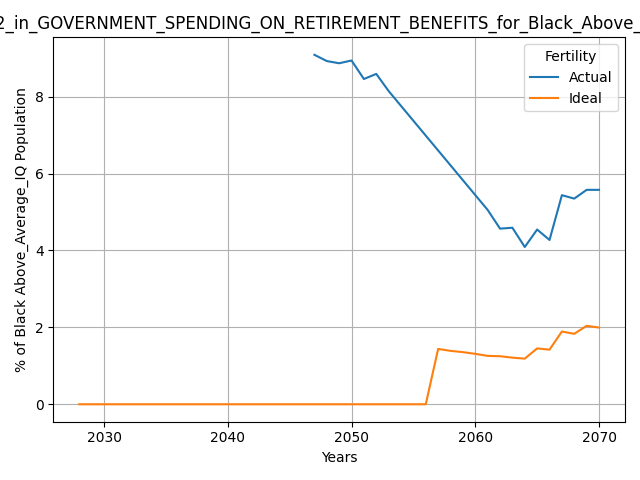 2_in_GOVERNMENT_SPENDING_ON_RETIREMENT_BENEFITS_for_Black_Above_
Fertility
Actual
Ideal
% of Black Above_Average_IQ Population
8
6
4
2
0
2030 2040 2050 2060 2070
Years